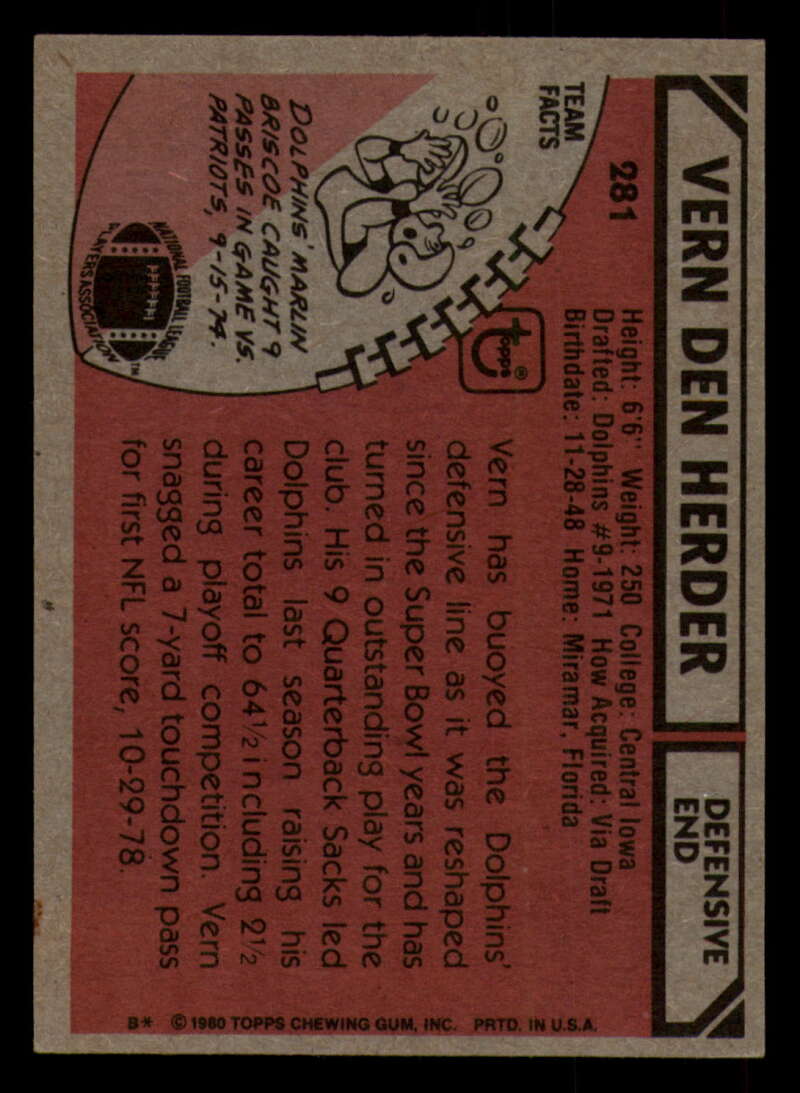 VERN DEN HERDER
DEFENSIVE
END
281
Height: 6'6" Weight: 250 College: Central Iowa
Drafted: Dolphins #9-1971 How Acquired: Via Draft
Birthdate: 11-28-48 Home: Miramar, Florida
TEAM
FACTS
DOLPHINS' MARLIN
BRISCOE CAUGHT 9
PASSES IN GAME VS.
PATRIOTS, 9-15-74.
NATIONAL FOOTBALL LEAGUE
PLAYERS ASSOCIATION
TM
topps®
Vern has buoyed the Dolphins'
defensive line as it was reshaped
since the Super Bowl years and has
turned in outstanding play for the
club. His 9 Quarterback Sacks led
Dolphins last season raising his
career total to 64½ including 2½
during playoff competition. Vern
snagged a 7-yard touchdown pass
for first NFL score, 10-29-78.
B* © 1980 TOPPS CHEWING GUM, INC. PRTD. IN U.S.A.